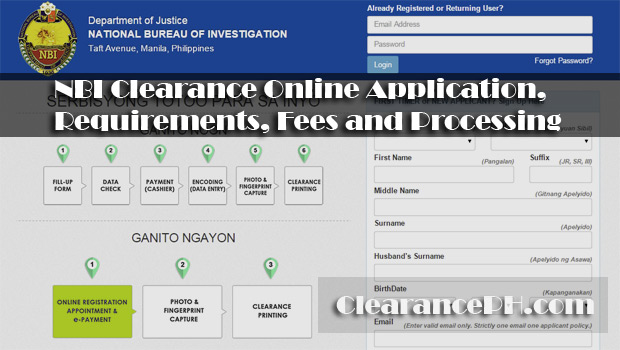 Department of Justice
NATIONAL BUREAU OF INVESTIGATION
Taft Avenue, Manila, Philippines
NBI
Already Registered or Returning User?
Email Address
Password
Login
Forgot Password?
NBI Clearance Online Application,
Requirements, Fees and Processing
SERBISYONG TOTOO PARA SA INYO
GANITO NOON
1
2
3
4
5
6
FILL-UP
FORM
DATA
CHECK
PAYMENT
(CASHIER)
ENCODING
(DATA ENTRY)
PHOTO &
FINGERPRINT
CAPTURE
CLEARANCE
PRINTING
GANITO NGAYON
1
2
3
ONLINE REGISTRATION
APPOINTMENT &
e-PAYMENT
PHOTO &
FINGERPRINT
CAPTURE
CLEARANCE
PRINTING
First Name
(Pangalan)
Suffix
(JR, SR, III)
Middle Name
(Gitnang Apelyido)
Surname
(Apelyido)
Husband's Surname
(Apelyido ng Asawa)
BirthDate
(Kapanganakan)
ClearancePH.com
Email
(Enter valid email only. Strictly one email one applicant policy.)